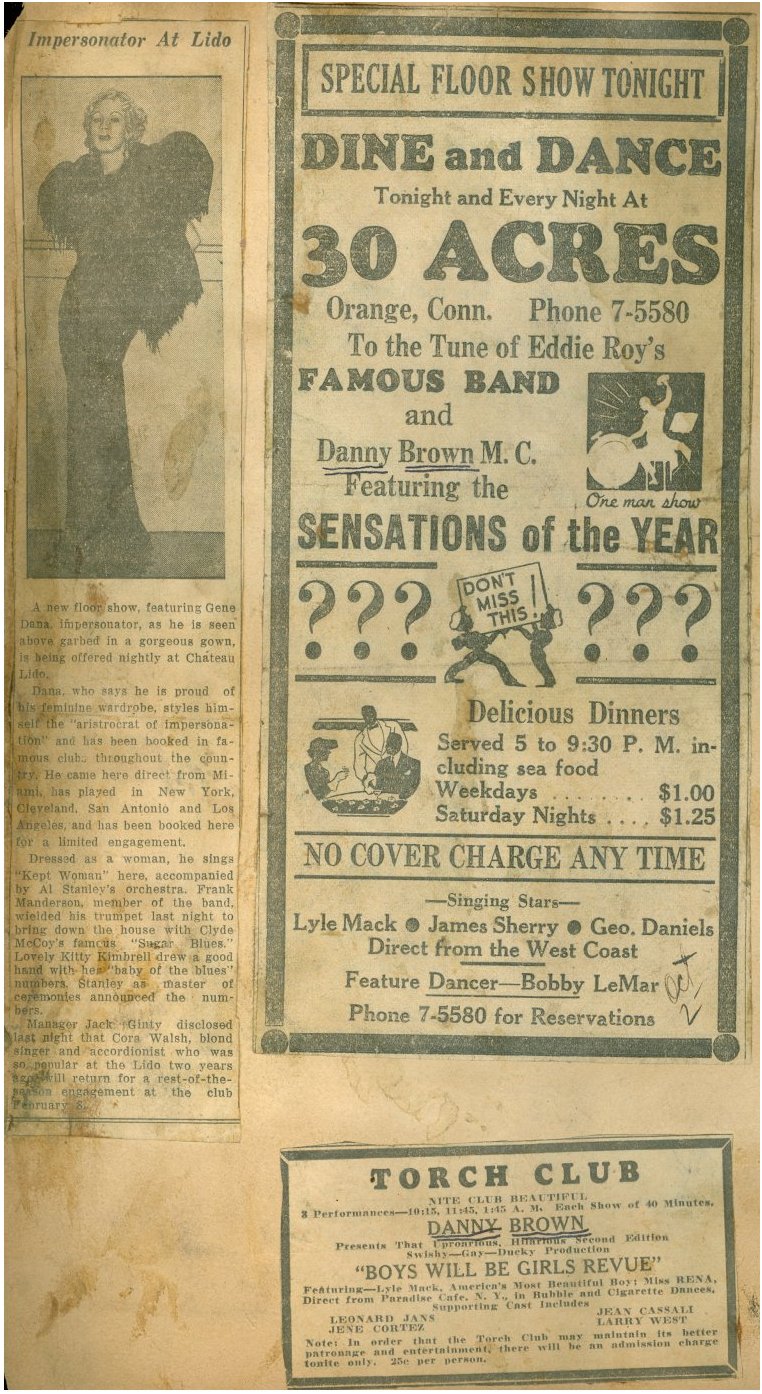 Impersonator At Lido
A new floor show, featuring Gene
Dana, impersonator, as he is seen
above garbed in a gorgeous gown,
is being offered nightly at Chateau
Lido.
Dana, who says he is proud of
his feminine wardrobe, styles him-
self the "aristrocrat of impersona-
tion" and has been booked in fa-
mous clubs throughout the coun-
try. He came here direct from Mi-
ami, has played in New York,
Cleveland, San Antonio and Los
Angeles, and has been booked here
for a limited engagement.
Dressed as a woman, he sings
"Kept Woman" here, accompanied
by Al Stanley's orchestra. Frank
Manderson, member of the band,
wielded his trumpet last night to
bring down the house with Clyde
McCoy's famous "Sugar Blues."
Lovely Kitty Kimbrell drew a good
hand with her "baby of the blues"
numbers. Stanley as master of
ceremonies announced the num-
bers.
Manager Jack Ginty disclosed
last night that Cora Walsh, blond
singer and accordionist who was
so popular at the Lido two years
ago, will return for a rest-of-the-
season engagement at the club
February 8.
SPECIAL FLOOR SHOW TONIGHT
DINE and DANCE
Tonight and Every Night At
30 ACRES
Orange, Conn. Phone 7-5580
To the Tune of Eddie Roy's
FAMOUS BAND
and
Danny Brown M. C.
Featuring the
One man show
SENSATIONS of the YEAR
??? DON'T MISS THIS! ???
Delicious Dinners
Served 5 to 9:30 P. M. in-
cluding sea food
Weekdays ........ $1.00
Saturday Nights .... $1.25
NO COVER CHARGE ANY TIME
—Singing Stars—
Lyle Mack ● James Sherry ● Geo. Daniels
Direct from the West Coast
Feature Dancer—Bobby LeMar
Oct 2
Phone 7-5580 for Reservations
TORCH CLUB
NITE CLUB BEAUTIFUL
3 Performances—10:15, 11:45, 1:45 A. M. Each Show of 40 Minutes.
DANNY BROWN
Presents That Uproarious, Hilarious Second Edition
Swishy—Gay—Ducky Production
"BOYS WILL BE GIRLS REVUE"
Featuring—Lyle Mack, America's Most Beautiful Boy; Miss RENA,
Direct from Paradise Cafe, N. Y., in Bubble and Cigarette Dances,
Supporting Cast Includes
LEONARD JANS JEAN CASSALI
JENE CORTEZ LARRY WEST
Note: In order that the Torch Club may maintain its better
patronage and entertainment, there will be an admission charge
tonite only. 25c per person.